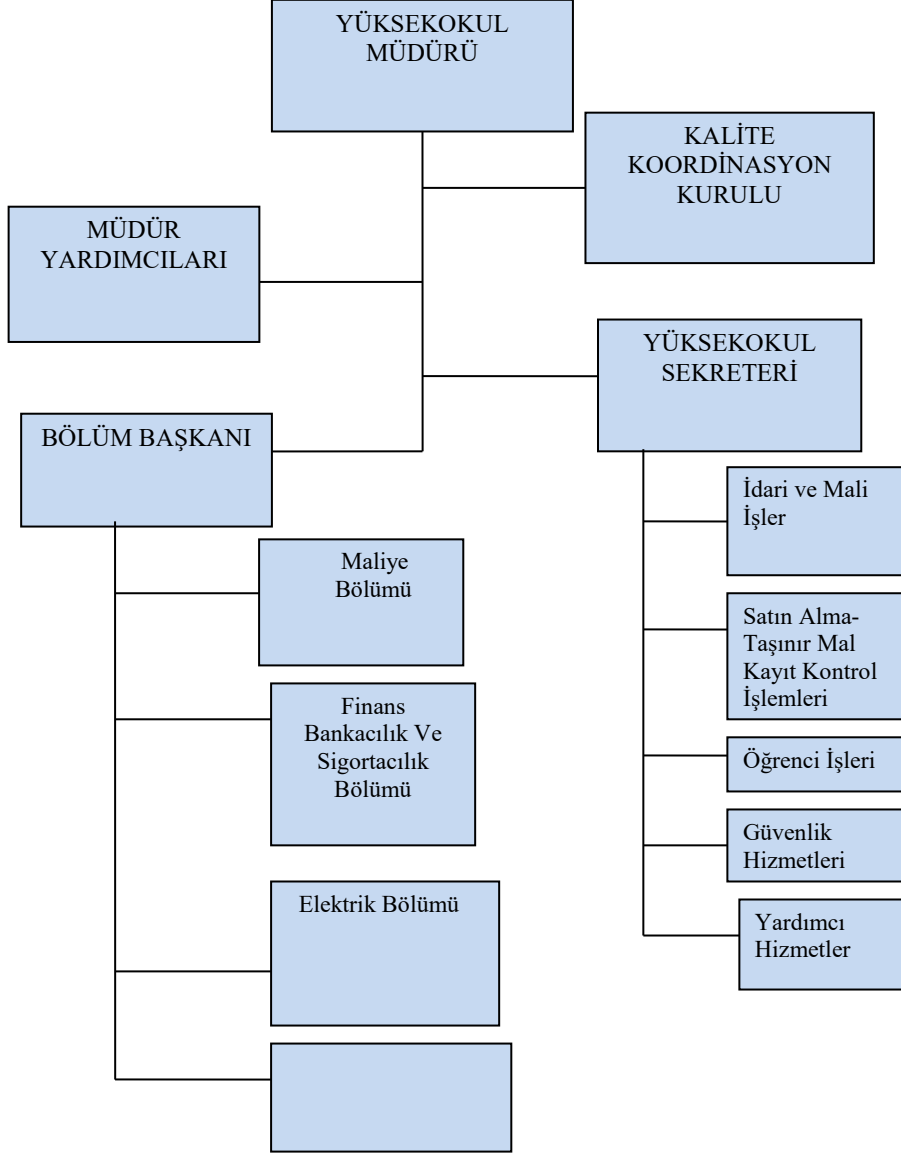 YÜKSEKOKUL
MÜDÜRÜ
KALİTE
KOORDİNASYON
KURULU
MÜDÜR
YARDIMCILARI
YÜKSEKOKUL
SEKRETERİ
BÖLÜM BAŞKANI
Maliye
Bölümü
Finans
Bankacılık Ve
Sigortacılık
Bölümü
Elektrik Bölümü
İdari ve Mali
İşler
Satın Alma-
Taşınır Mal
Kayıt Kontrol
İşlemleri
Öğrenci İşleri
Güvenlik
Hizmetleri
Yardımcı
Hizmetler